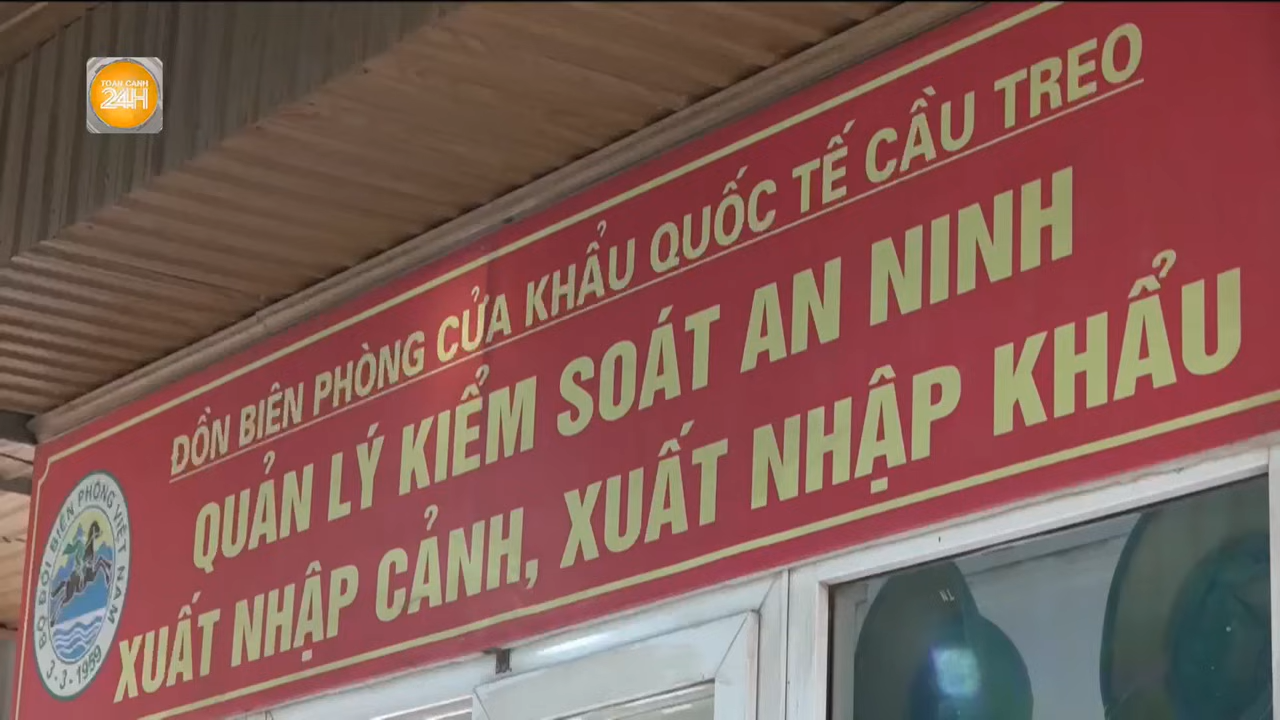 TOÀN CẢNH
24H
ĐỒN BIÊN PHÒNG CỬA KHẨU QUỐC TẾ CẦU TREO
QUẢN LÝ KIỂM SOÁT AN NINH
XUẤT NHẬP CẢNH, XUẤT NHẬP KHẨU
BỘ ĐỘI BIÊN PHÒNG VIỆT NAM
3-3-1959